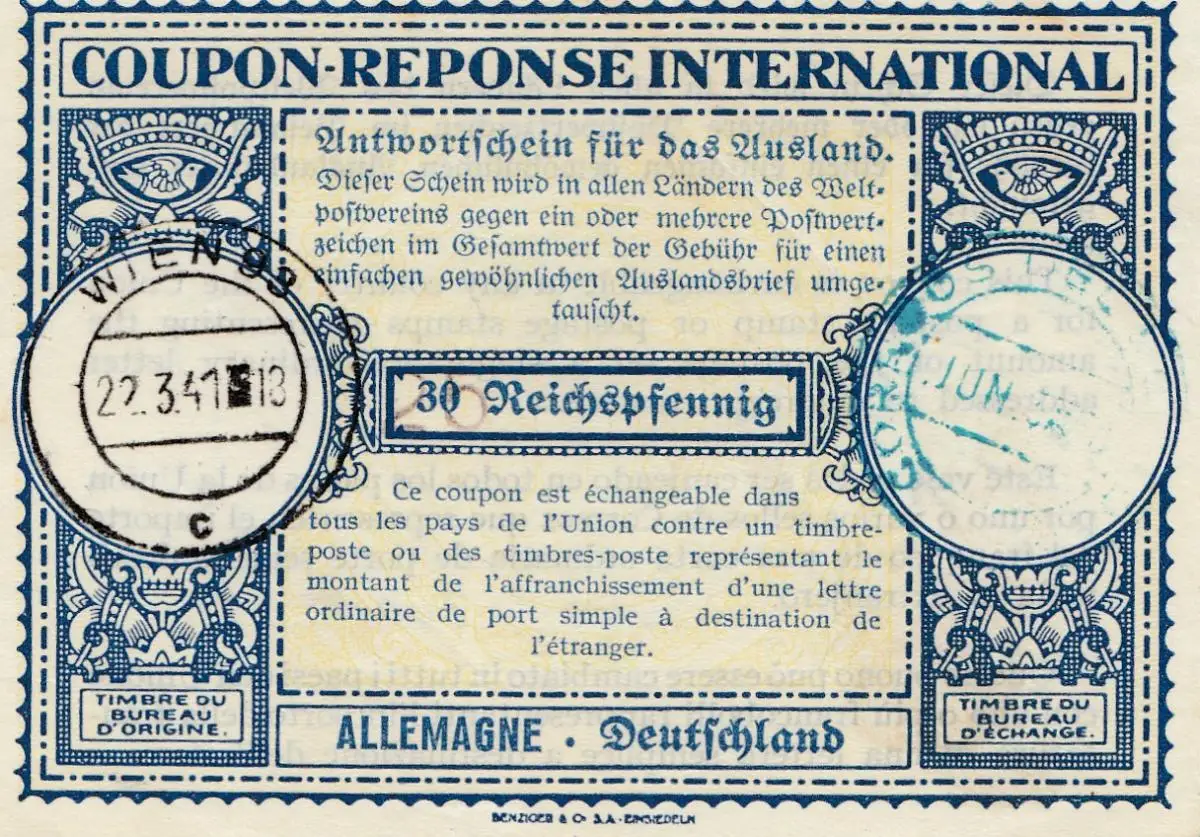 COUPON-REPONSE INTERNATIONAL
Antwortschein für das Ausland.
Dieser Schein wird in allen Ländern des Welt-
postvereins gegen ein oder mehrere Postwert-
zeichen im Gesamtwert der Gebühr für einen
einfachen gewöhnlichen Auslandsbrief umge-
tauscht.
WIEN 93
22.3.41 18
c
CORREOS
JUN
30 Reichspfennig
Ce coupon est échangeable dans
tous les pays de l'Union contre un timbre-
poste ou des timbres-poste représentant le
montant de l'affranchissement d'une lettre
ordinaire de port simple à destination de
l'étranger.
TIMBRE DU
BUREAU
D'ORIGINE.
ALLEMAGNE • Deutschland
TIMBRE DU
BUREAU
D'ÉCHANGE.
BENZIGER & Co S.A. - EINSIEDELN